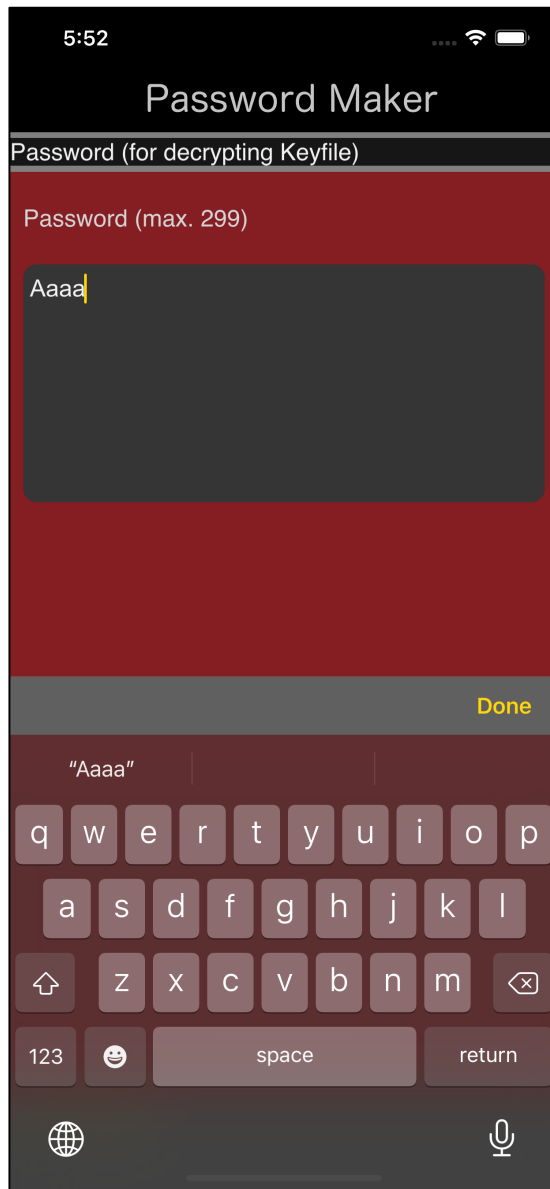 5:52
Password Maker
Password (for decrypting Keyfile)
Password (max. 299)
Aaaa
Done
“Aaaa”
q w e r t y u i o p
a s d f g h j k l
z x c v b n m
123 space return